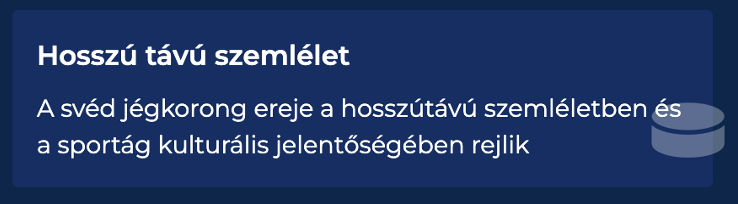 Hosszú távú szemlélet
A svéd jégkorong ereje a hosszútávú szemléletben és
a sportág kulturális jelentőségében rejlik